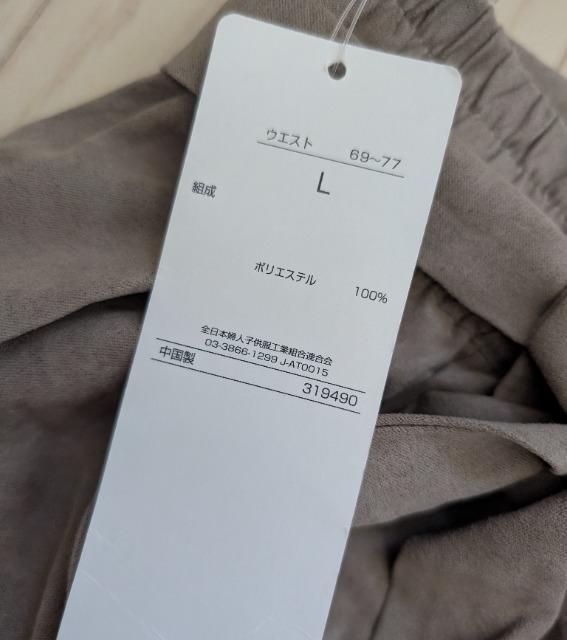 ウエスト 69～77
L
組成
ポリエステル 100%
全日本婦人子供服工業組合連合会
03-3866-1299 J-AT0015
中国製
319490